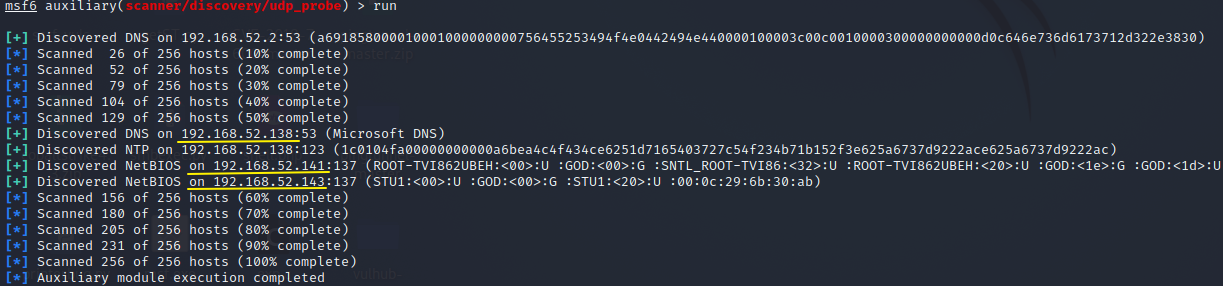 msf6 auxiliary(scanner/discovery/udp_probe) > run
[+] Discovered DNS on 192.168.52.2:53 (a691858000010001000000000756455253494f4e0442494e440000100003c00c0010000300000000000d0c646e736d6173712d322e3830)
[*] Scanned  26 of 256 hosts (10% complete)
[*] Scanned  52 of 256 hosts (20% complete)
[*] Scanned  79 of 256 hosts (30% complete)
[*] Scanned 104 of 256 hosts (40% complete)
[*] Scanned 129 of 256 hosts (50% complete)
[+] Discovered DNS on 192.168.52.138:53 (Microsoft DNS)
[+] Discovered NTP on 192.168.52.138:123 (1c0104fa00000000000a6bea4c4f434ce6251d7165403727c54f234b71b152f3e625a6737d9222ace625a6737d9222ac)
[+] Discovered NetBIOS on 192.168.52.141:137 (ROOT-TVI862UBEH:<00>:U :GOD:<00>:G :SNTL_ROOT-TVI86:<32>:U :ROOT-TVI862UBEH:<20>:U :GOD:<1e>:G :GOD:<1d>:U
[+] Discovered NetBIOS on 192.168.52.143:137 (STU1:<00>:U :GOD:<00>:G :STU1:<20>:U :00:0c:29:6b:30:ab)
[*] Scanned 156 of 256 hosts (60% complete)
[*] Scanned 180 of 256 hosts (70% complete)
[*] Scanned 205 of 256 hosts (80% complete)
[*] Scanned 231 of 256 hosts (90% complete)
[*] Scanned 256 of 256 hosts (100% complete)
[*] Auxiliary module execution completed